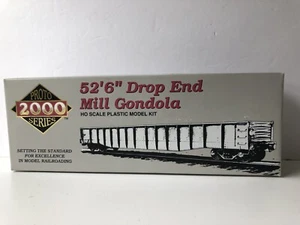 PROTO
2000
SERIES
52'6" Drop End
Mill Gondola
HO SCALE PLASTIC MODEL KIT
SETTING THE STANDARD
FOR EXCELLENCE
IN MODEL RAILROADING